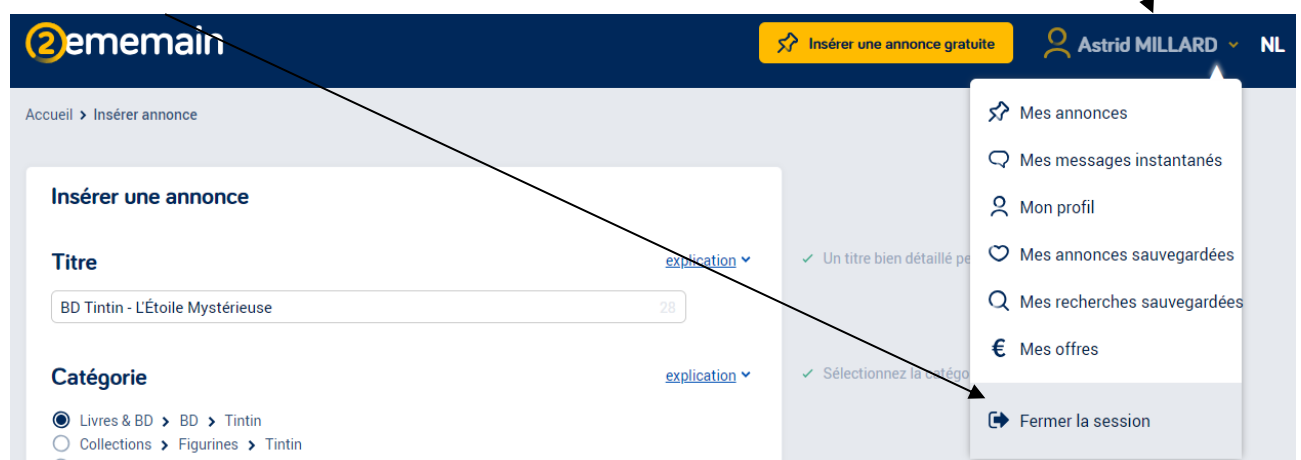 2ememain
Insérer une annonce gratuite
Astrid MILLARD
NL
Accueil > Insérer annonce
Mes annonces
Mes messages instantanés
Mon profil
Mes annonces sauvegardées
Mes recherches sauvegardées
€ Mes offres
Fermer la session
Insérer une annonce
Titre
explication
Un titre bien détaillé
BD Tintin - L'Étoile Mystérieuse
28
Catégorie
explication
Sélectionnez la
Livres & BD > BD > Tintin
Collections > Figurines > Tintin